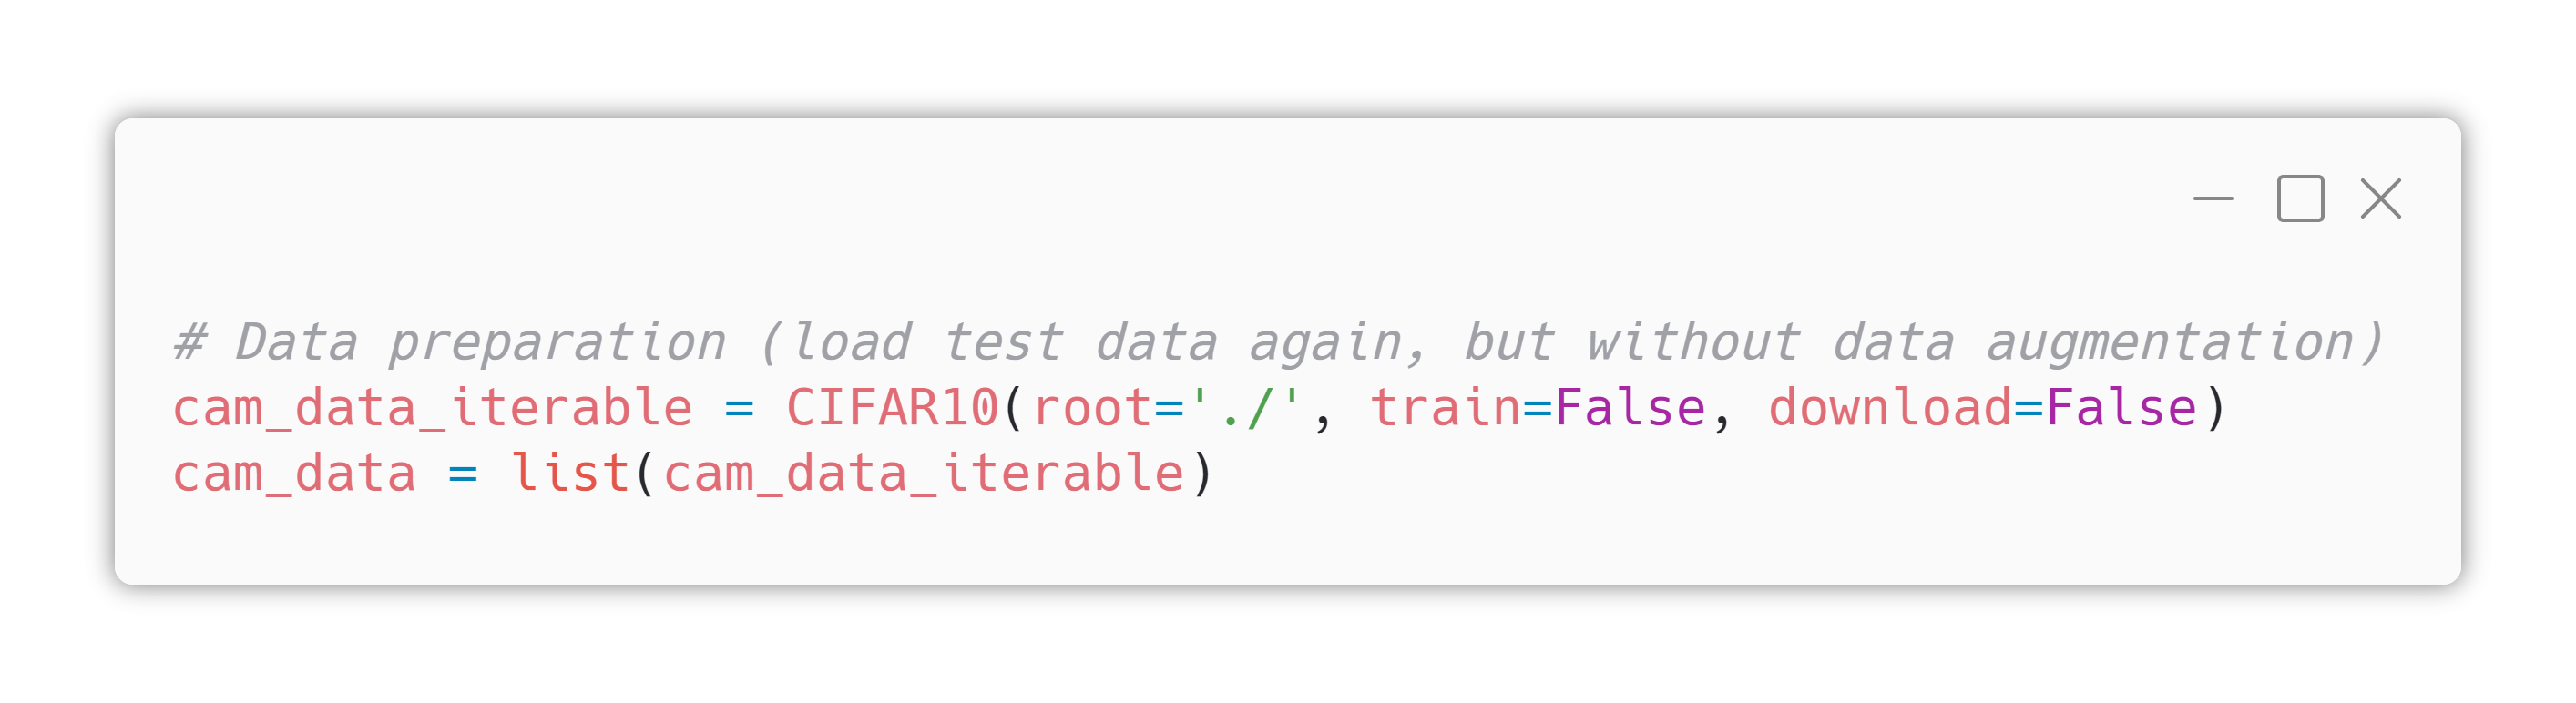 # Data preparation (load test data again, but without data augmentation)
cam_data_iterable = CIFAR10(root='./', train=False, download=False)
cam_data = list(cam_data_iterable)